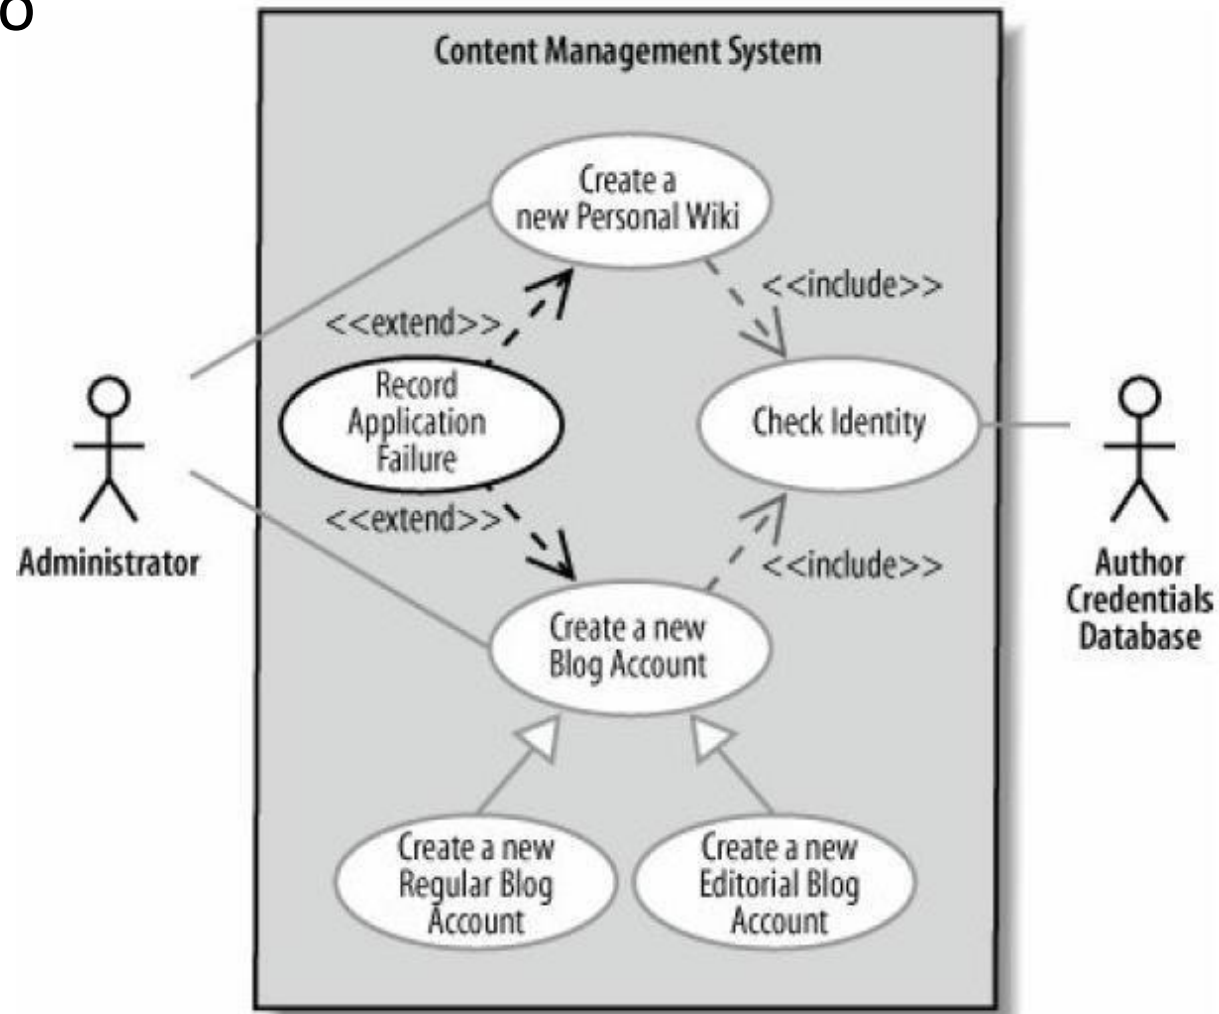 o
Content Management System
Create a
new Personal Wiki
<<include>>
<<extend>>
Record
Application
Failure
Check Identity
<<extend>>
<<include>>
Administrator
Author
Credentials
Database
Create a new
Blog Account
Create a new
Regular Blog
Account
Create a new
Editorial Blog
Account